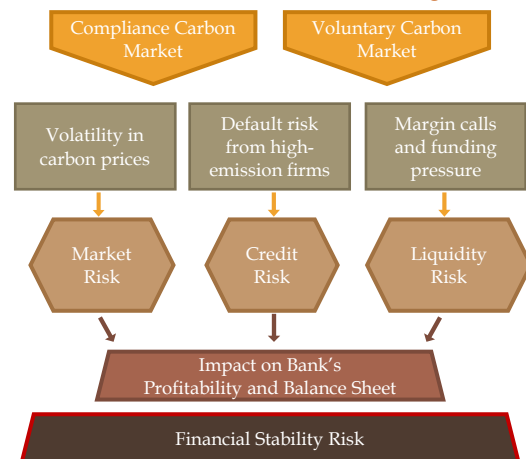 Compliance Carbon
Market
Voluntary Carbon
Market
Volatility in
carbon prices
Default risk
from high-
emission firms
Margin calls
and funding
pressure
Market
Risk
Credit
Risk
Liquidity
Risk
Impact on Bank’s
Profitability and Balance Sheet
Financial Stability Risk